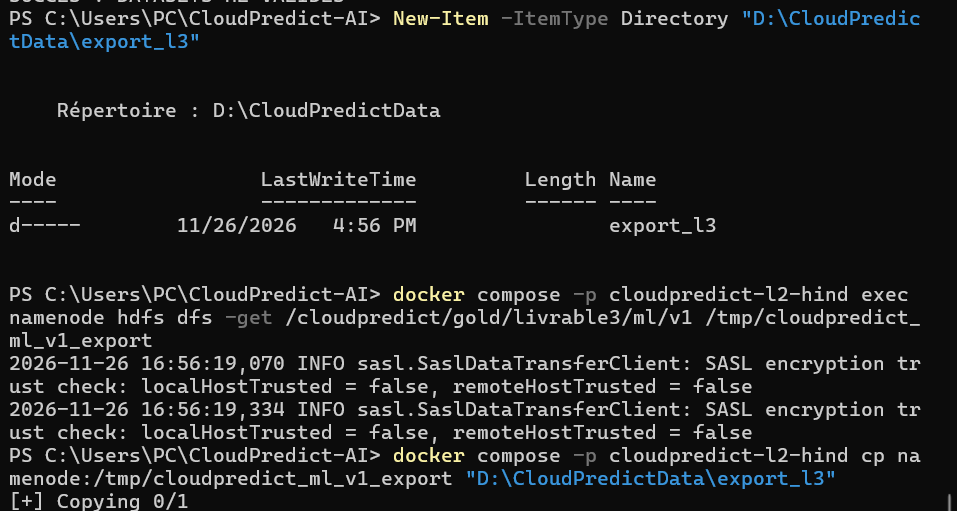 PS C:\Users\PC\CloudPredict-AI> New-Item -ItemType Directory "D:\CloudPredic
tData\export_l3"
Répertoire : D:\CloudPredictData
Mode LastWriteTime Length Name
---- ------------- ------ ----
d----- 11/26/2026 4:56 PM export_l3
PS C:\Users\PC\CloudPredict-AI> docker compose -p cloudpredict-l2-hind exec
namenode hdfs dfs -get /cloudpredict/gold/livrable3/ml/v1 /tmp/cloudpredict_
ml_v1_export
2026-11-26 16:56:19,070 INFO sasl.SaslDataTransferClient: SASL encryption tr
ust check: localHostTrusted = false, remoteHostTrusted = false
2026-11-26 16:56:19,334 INFO sasl.SaslDataTransferClient: SASL encryption tr
ust check: localHostTrusted = false, remoteHostTrusted = false
PS C:\Users\PC\CloudPredict-AI> docker compose -p cloudpredict-l2-hind cp na
menode:/tmp/cloudpredict_ml_v1_export "D:\CloudPredictData\export_l3"
[+] Copying 0/1